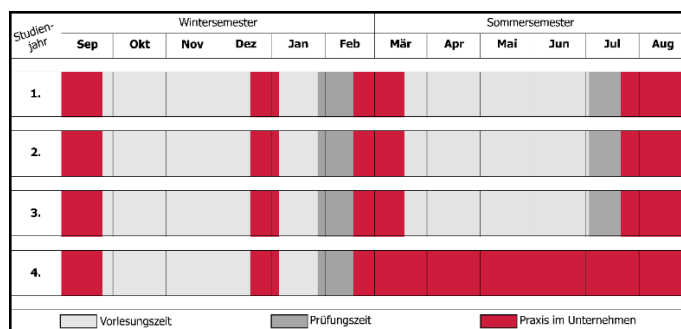 Studien-
jahr
Wintersemester
Sommersemester
Sep Okt Nov Dez Jan Feb Mär Apr Mai Jun Jul Aug
1.
2.
3.
4.
Vorlesungszeit Prüfungszeit Praxis im Unternehmen